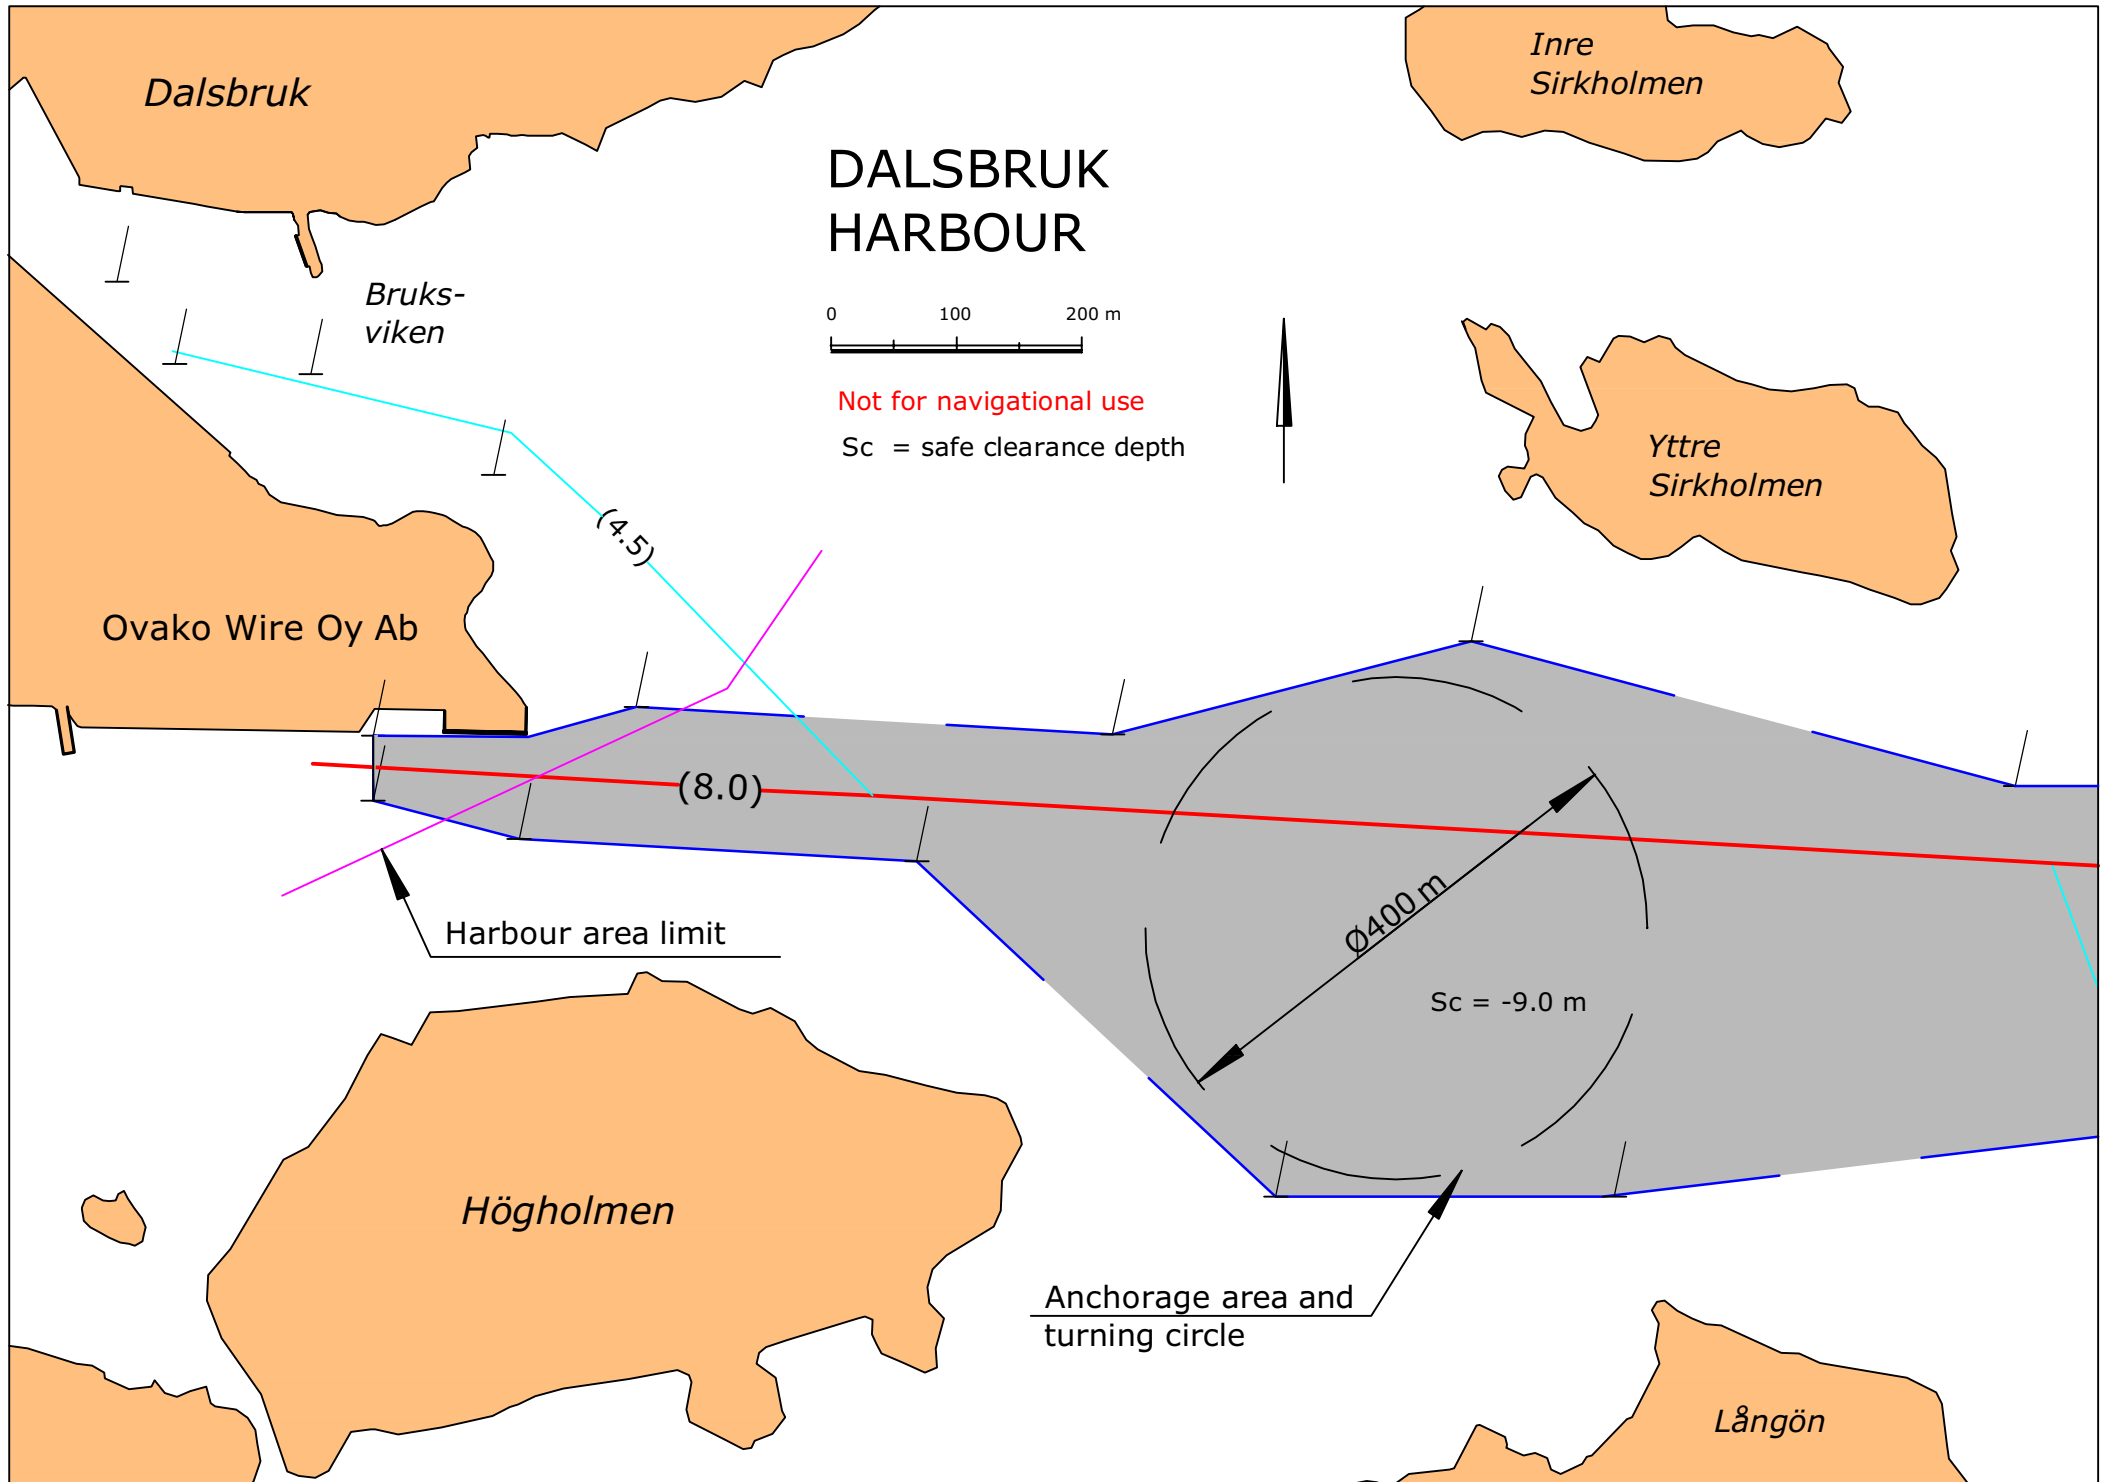 Dalsbruk
Inre
Sirkholmen
DALSBRUK
HARBOUR
Bruks-
viken
0 100 200 m
Not for navigational use
Sc = safe clearance depth
Yttre
Sirkholmen
(4.5)
Ovako Wire Oy Ab
(8.0)
Ø400 m
Harbour area limit
Sc = -9.0 m
Högholmen
Anchorage area and
turning circle
Långön